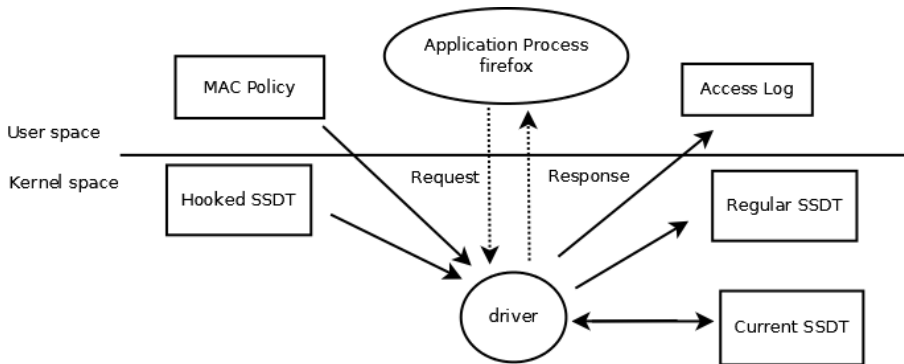 Application Process
firefox
MAC Policy
Access Log
User space
Kernel space
Request
Response
Hooked SSDT
Regular SSDT
driver
Current SSDT